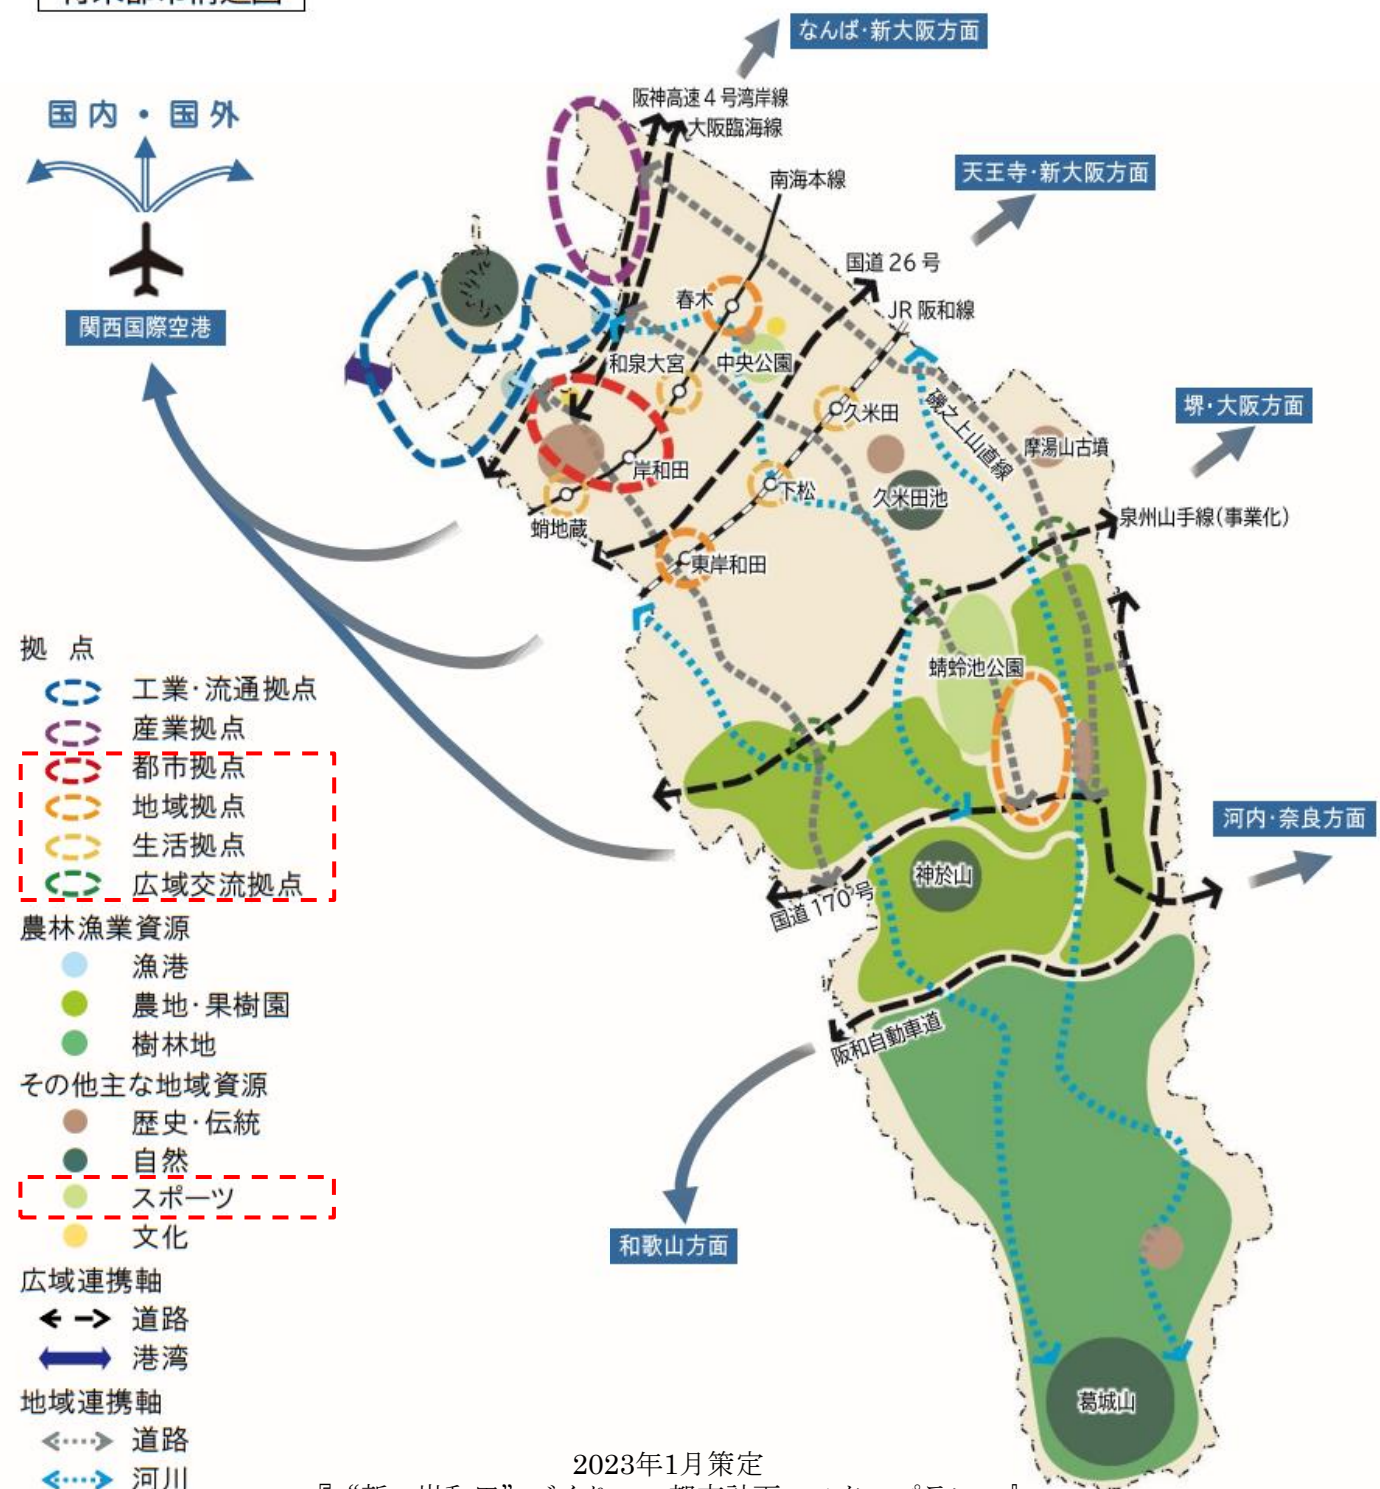 将来都市構造図
なんば・新大阪方面
阪神高速4号湾岸線
大阪臨海線
国内・国外
天王寺・新大阪方面
南海本線
国道26号
春木
JR阪和線
関西国際空港
和泉大宮
中央公園
磯之上山直線
堺・大阪方面
久米田
摩湯山古墳
岸和田
下松
久米田池
蛸地蔵
泉州山手線(事業化)
東岸和田
蜻蛉池公園
拠点
工業・流通拠点
産業拠点
都市拠点
地域拠点
生活拠点
広域交流拠点
河内・奈良方面
神於山
国道170号
農林漁業資源
漁港
農地・果樹園
樹林地
阪和自動車道
その他主な地域資源
歴史・伝統
自然
スポーツ
文化
和歌山方面
広域連携軸
道路
港湾
地域連携軸
道路
河川
葛城山
2023年1月策定